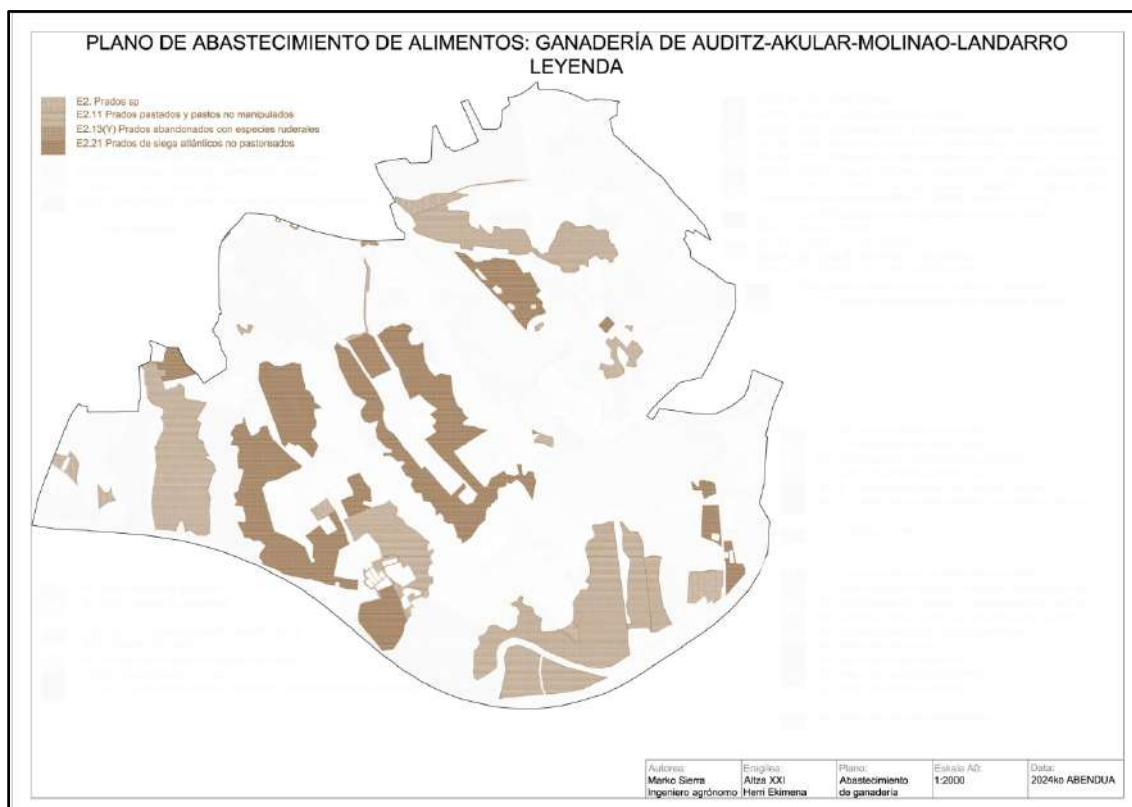 PLANO DE ABASTECIMIENTO DE ALIMENTOS: GANADERÍA DE AUDITZ-AKULAR-MOLINAO-LANDARRO
LEYENDA
E2. Prados sp
E2.11 Prados pastados y pastos no manipulados
E2.13(Y) Prados abandonados con especies ruderales
E2.21 Prados de siega atlánticos no pastoreados
Autorea: Eragilea: Plano: Eskala A0: Data:
Marko Sierra Altza XXI Abastecimiento 1:2000 2024ko ABENDUA
Ingeniero agrónomo Herri Ekimena de ganadería